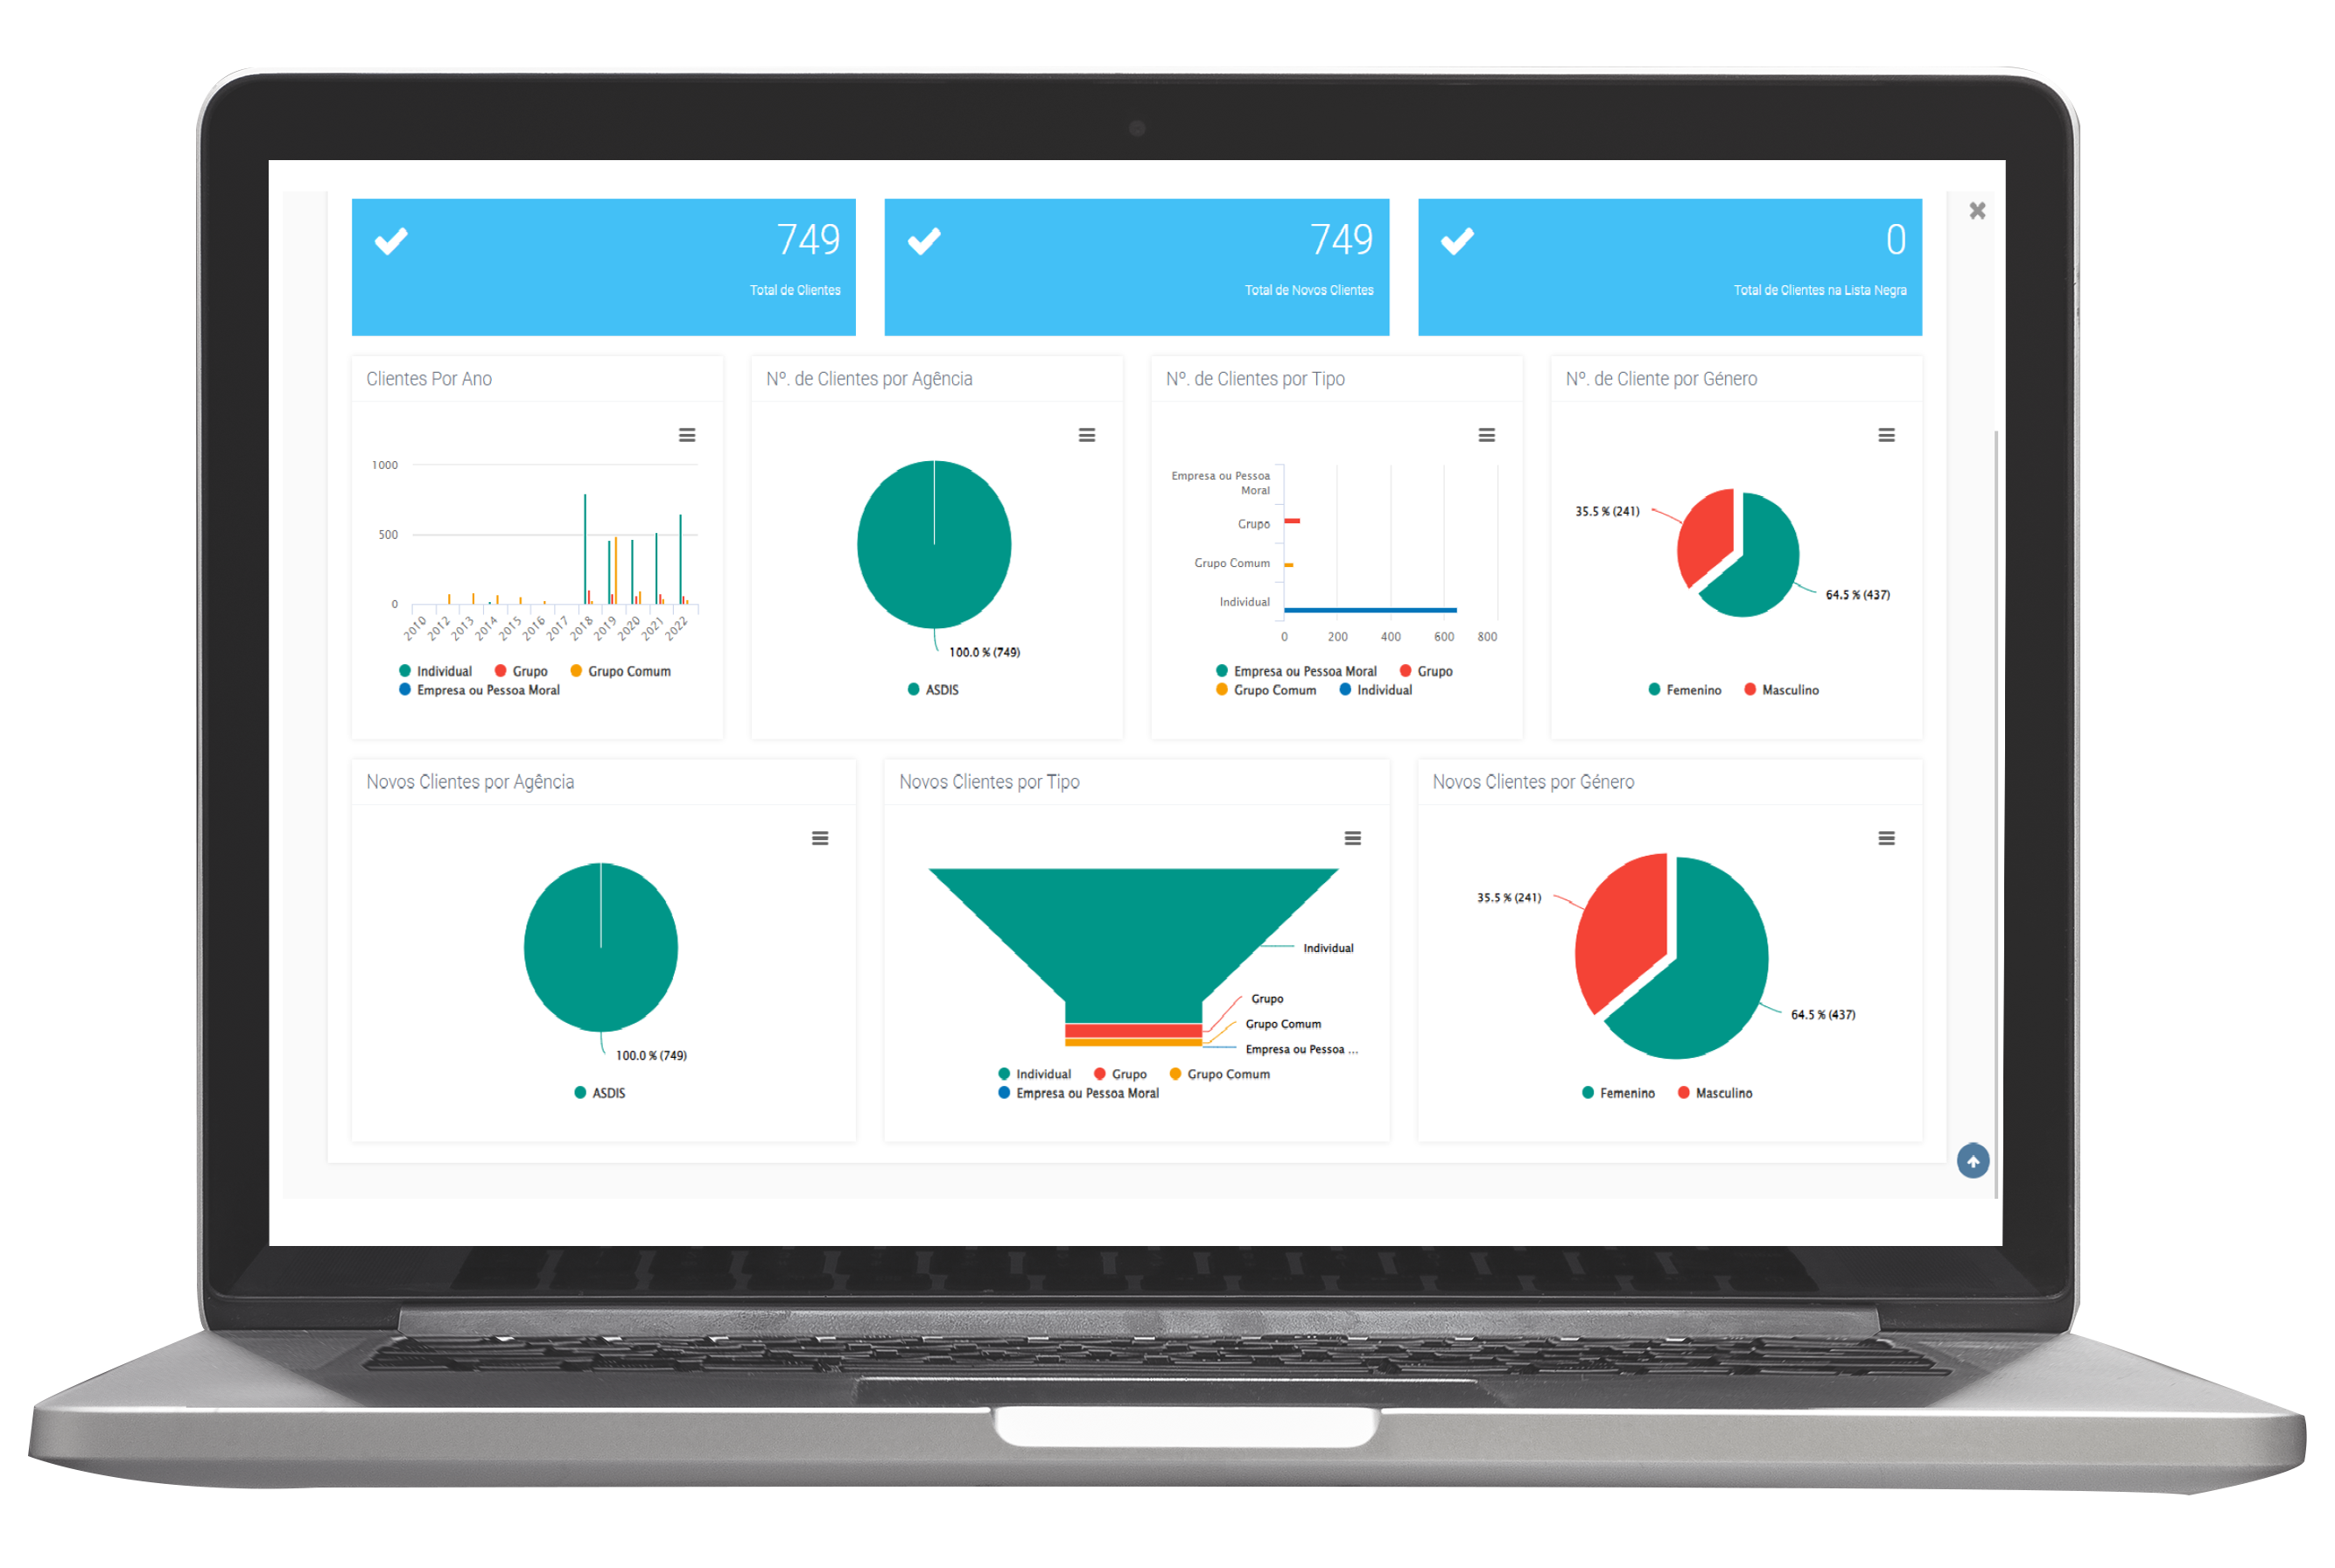 749
Total de Clientes
749
Total de Novos Clientes
0
Total de Clientes na Lista Negra
Clientes Por Ano
1000
500
0
2010 2012 2013 2014 2015 2016 2017 2018 2019 2020 2021 2022
Individual Grupo Grupo Comum
Empresa ou Pessoa Moral
Nº. de Clientes por Agência
100.0 % (749)
ASDIS
Nº. de Clientes por Tipo
Empresa ou Pessoa
Moral
Grupo
Grupo Comum
Individual
0 200 400 600 800
Empresa ou Pessoa Moral Grupo
Grupo Comum Individual
Nº. de Cliente por Género
35.5 % (241)
64.5 % (437)
Femenino Masculino
Novos Clientes por Agência
100.0 % (749)
ASDIS
Novos Clientes por Tipo
Individual
Grupo
Grupo Comum
Empresa ou Pessoa ...
Individual Grupo Grupo Comum
Empresa ou Pessoa Moral
Novos Clientes por Género
35.5 % (241)
64.5 % (437)
Femenino Masculino